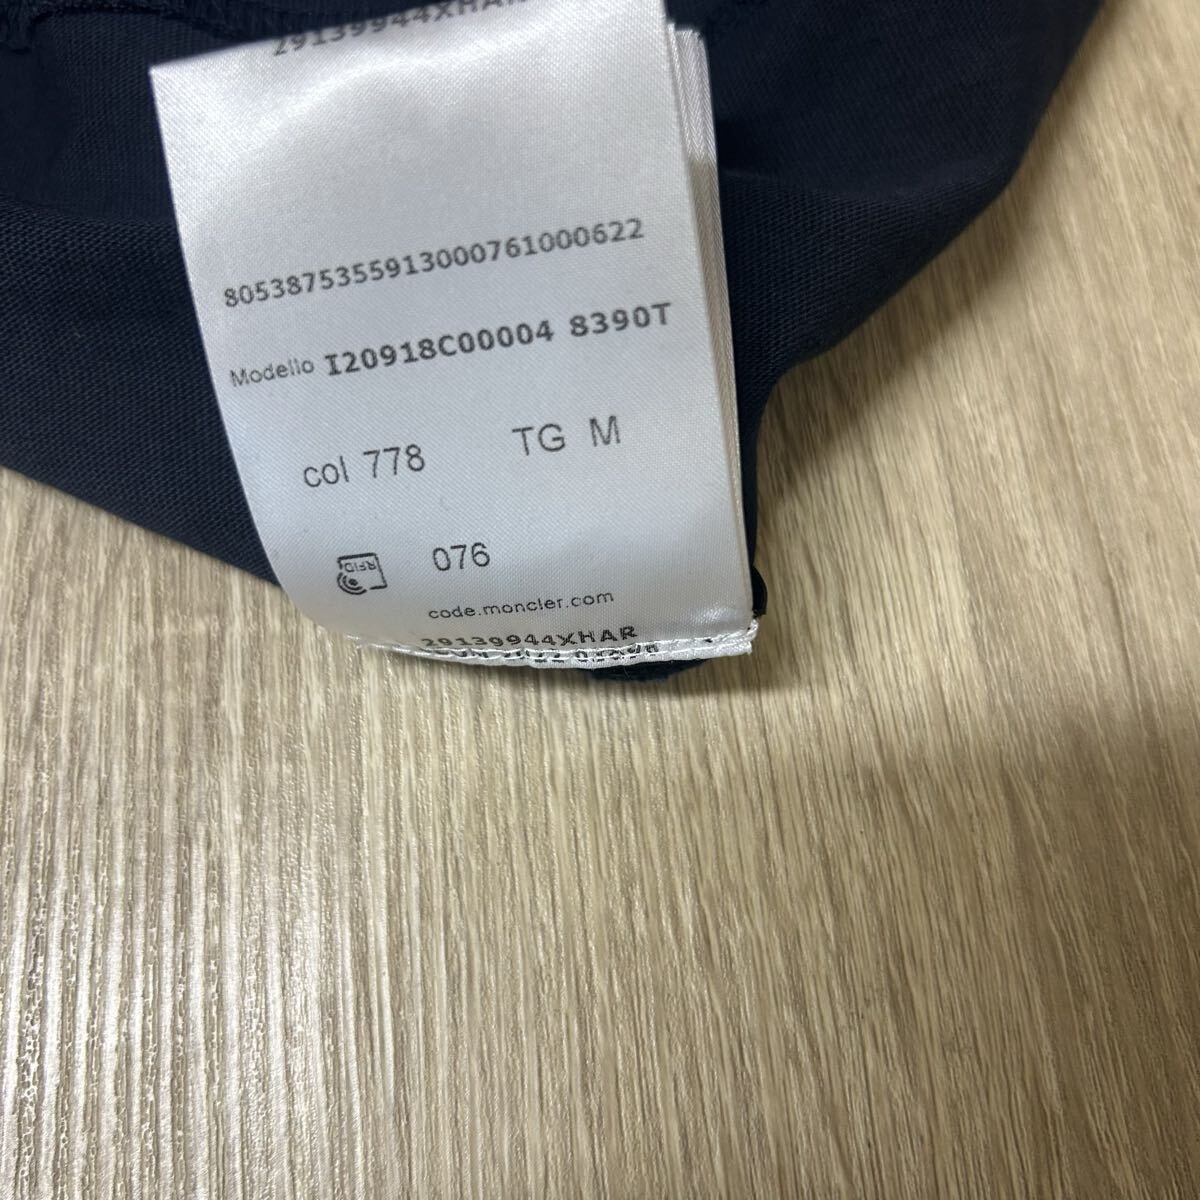 29139944XHAR
8053875355913000761000622
Modello I20918C00004 8390T
col 778 TG M
RFID 076
code.moncler.com
29139944XHAR